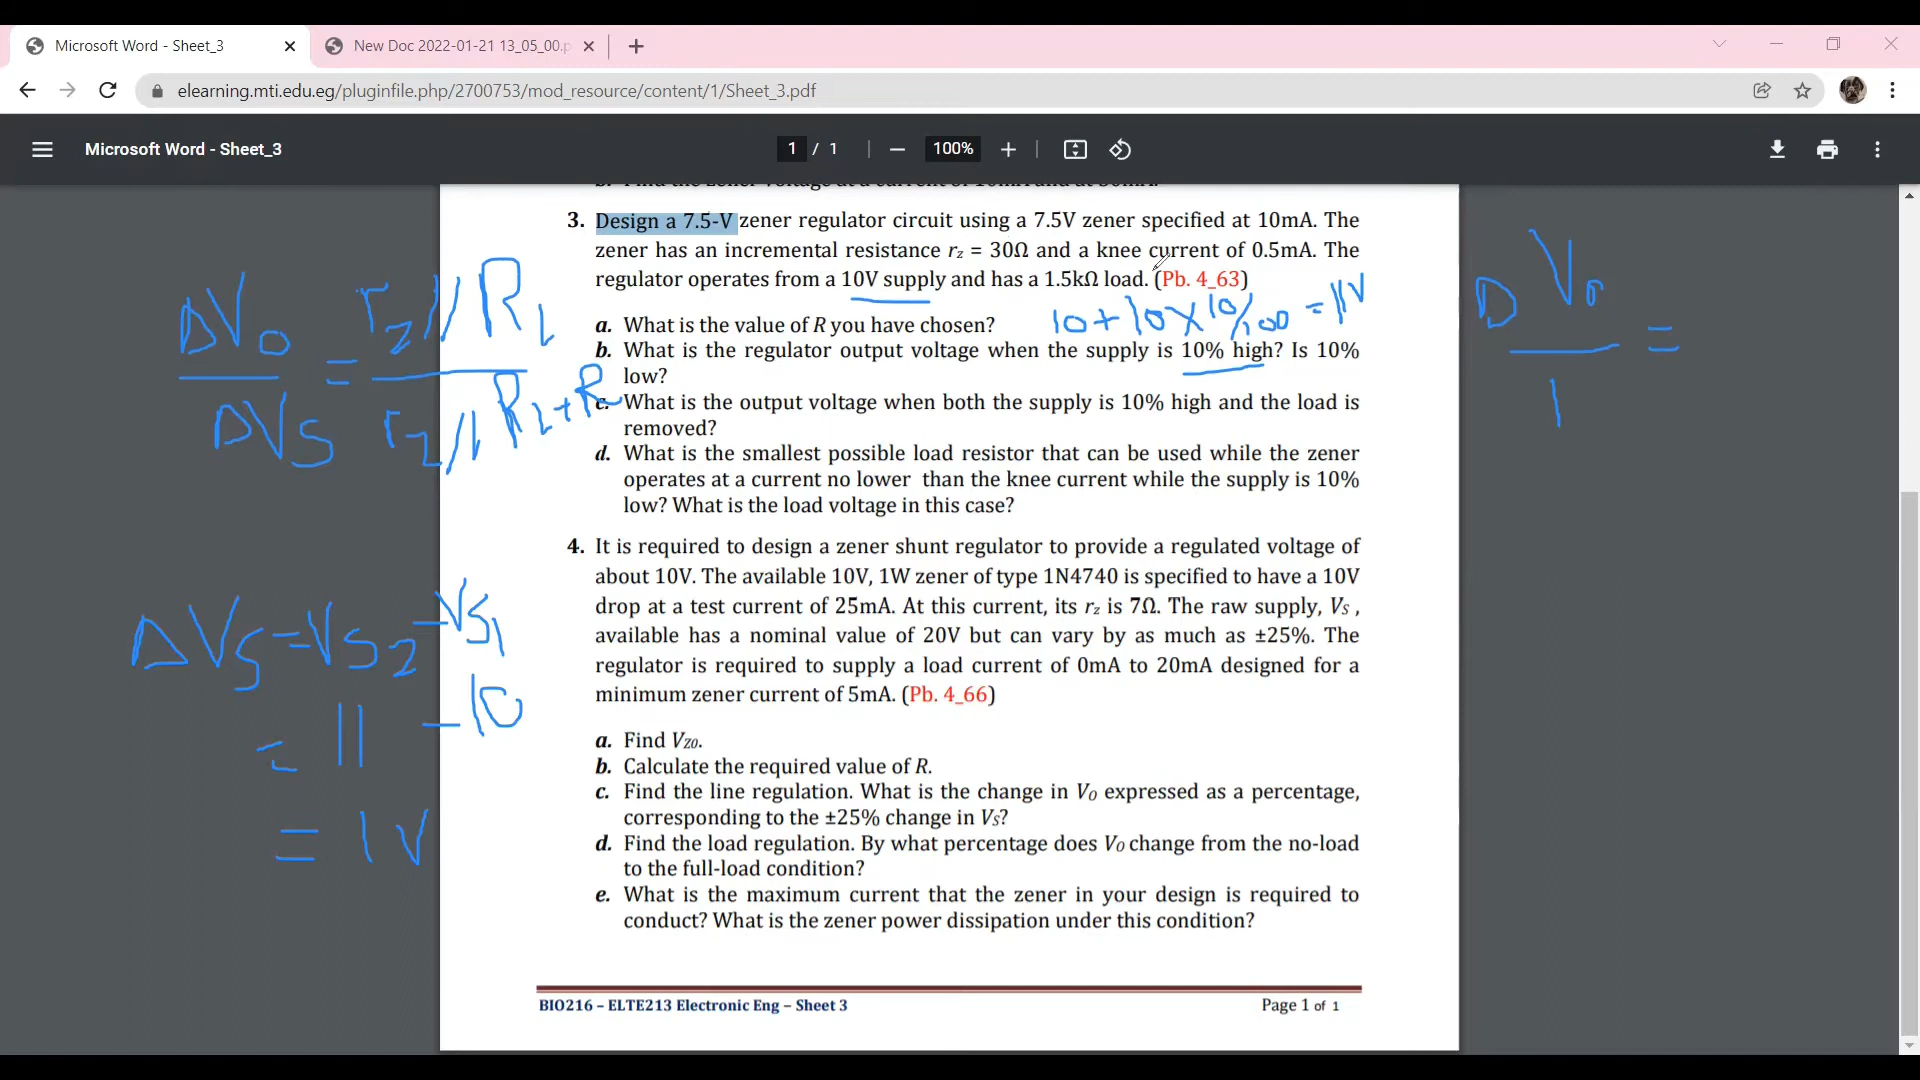 Microsoft Word - Sheet_3
New Doc 2022-01-21 13_05_00.p
elearning.mti.edu.eg/pluginfile.php/2700753/mod_resource/content/1/Sheet_3.pdf
Microsoft Word - Sheet_3
1 / 1
100%
3. Design a 7.5-V zener regulator circuit using a 7.5V zener specified at 10mA. The
zener has an incremental resistance rz = 30Ω and a knee current of 0.5mA. The
regulator operates from a 10V supply and has a 1.5kΩ load. (Pb. 4_63)
10+10×10/100 = 11V
a. What is the value of R you have chosen?
b. What is the regulator output voltage when the supply is 10% high? Is 10%
low?
c. What is the output voltage when both the supply is 10% high and the load is
removed?
d. What is the smallest possible load resistor that can be used while the zener
operates at a current no lower than the knee current while the supply is 10%
low? What is the load voltage in this case?
4. It is required to design a zener shunt regulator to provide a regulated voltage of
about 10V. The available 10V, 1W zener of type 1N4740 is specified to have a 10V
drop at a test current of 25mA. At this current, its rz is 7Ω. The raw supply, VS ,
available has a nominal value of 20V but can vary by as much as ±25%. The
regulator is required to supply a load current of 0mA to 20mA designed for a
minimum zener current of 5mA. (Pb. 4_66)
a. Find VZ0.
b. Calculate the required value of R.
c. Find the line regulation. What is the change in VO expressed as a percentage,
corresponding to the ±25% change in VS?
d. Find the load regulation. By what percentage does VO change from the no-load
to the full-load condition?
e. What is the maximum current that the zener in your design is required to
conduct? What is the zener power dissipation under this condition?
BIO216 – ELTE213 Electronic Eng – Sheet 3
Page 1 of 1
ΔVo
ΔVs
=
rz//RL
rz//RL+R
ΔVs=Vs2-Vs1
= 11 - 10
= 1V
ΔVo
1
=